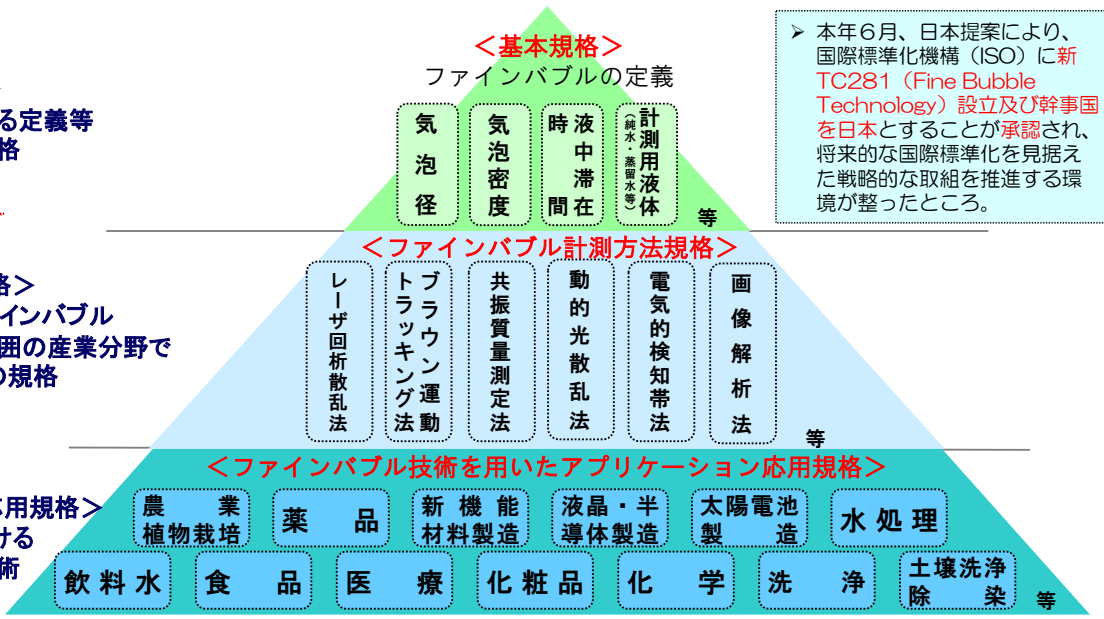 <基本規格>
ファインバブルの定義
気泡径
気泡密度
液中滞在
時間
計測用液体
(純水・蒸留水等)
等
➢ 本年6月、日本提案により、
国際標準化機構(ISO)に新
TC281(Fine Bubble
Technology)設立及び幹事国
を日本とすることが承認され、
将来的な国際標準化を見据え
た戦略的な取組を推進する環
境が整ったところ。
る定義等
格
<ファインバブル計測方法規格>
レーザ回析散乱法
ブラウン運動
トラッキング法
共振質量測定法
動的光散乱法
電気的検知帯法
画像解析法
等
格>
インバブル
囲の産業分野で
の規格
<ファインバブル技術を用いたアプリケーション応用規格>
農業
植物栽培
薬品
新機能
材料製造
液晶・半
導体製造
太陽電池
製造
水処理
飲料水
食品
医療
化粧品
化学
洗浄
土壌洗浄
除染
等
応用規格>
ける
術